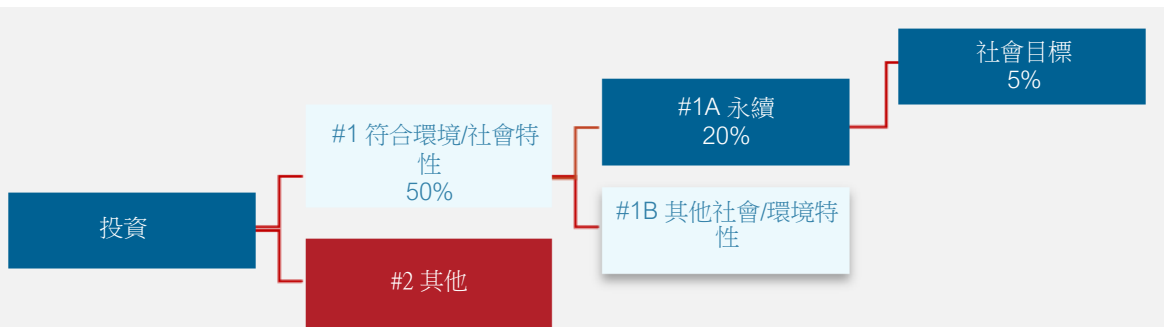 社會目標
5%
#1A 永續
20%
#1 符合環境/社會特
性
50%
#1B 其他社會/環境特
性
投資
#2 其他